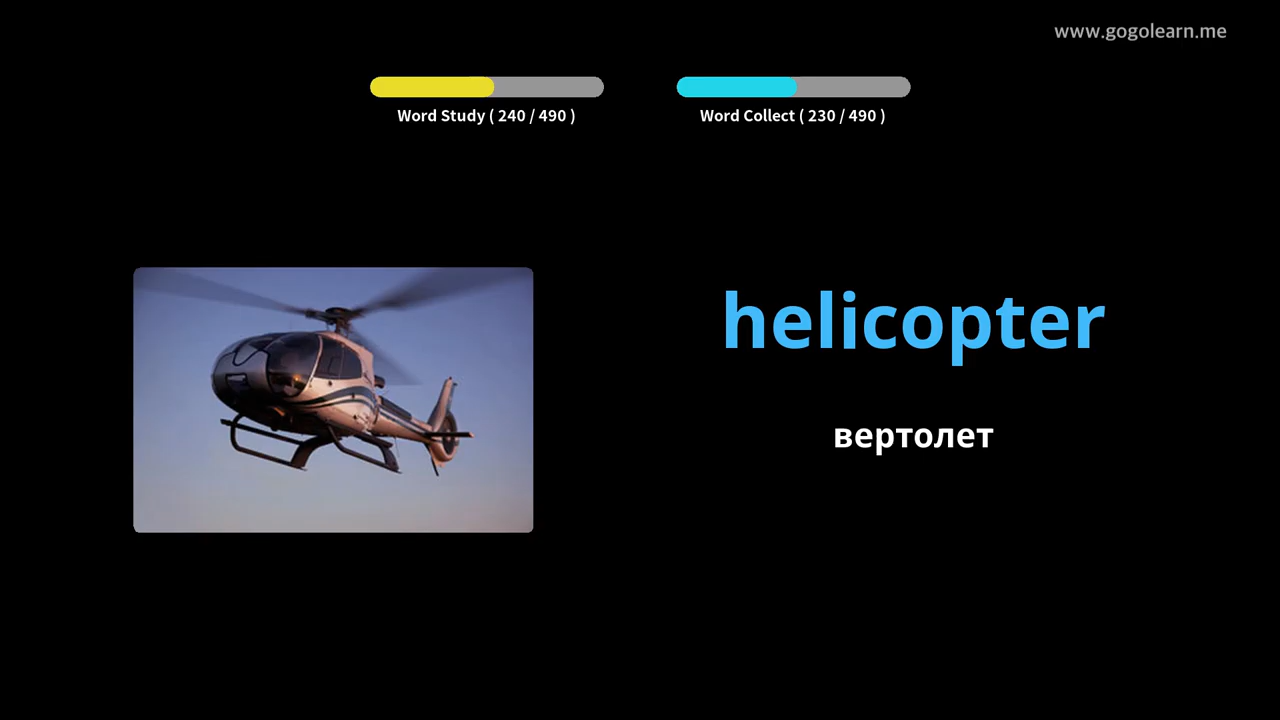 www.gogolearn.me
Word Study ( 240 / 490 )
Word Collect ( 230 / 490 )
helicopter
вертолет